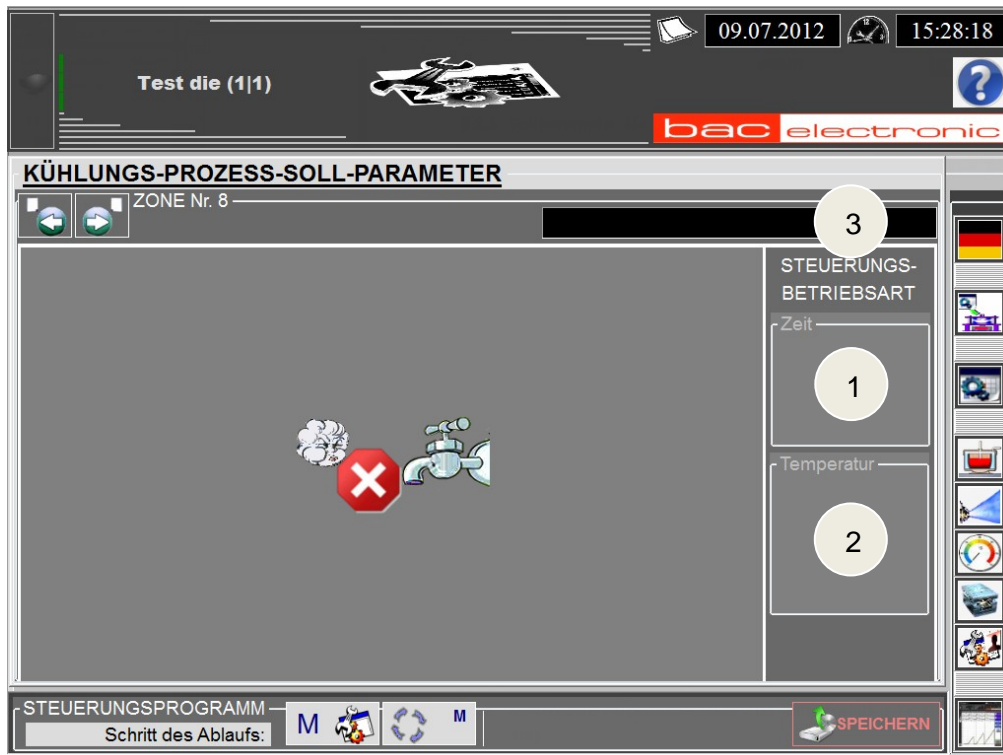 09.07.2012
15:28:18
Test die (1|1)
bac electronic
KÜHLUNGS-PROZESS-SOLL-PARAMETER
ZONE Nr. 8
3
STEUERUNGS-
BETRIEBSART
Zeit
1
Temperatur
2
STEUERUNGSPROGRAMM
Schritt des Ablaufs:
M
M
SPEICHERN